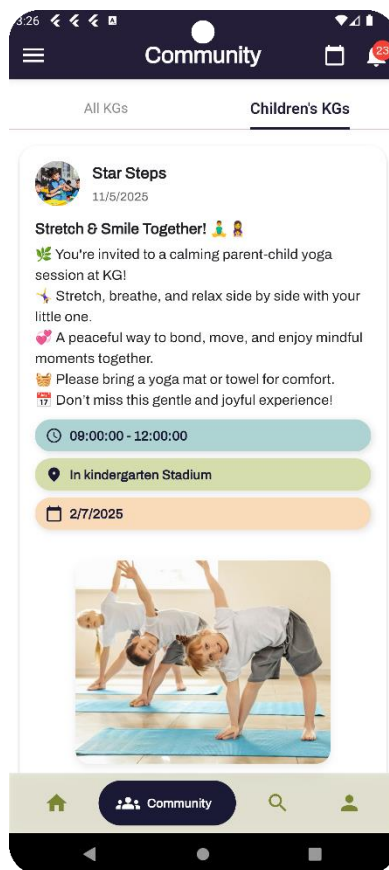 3:26
Community
23
All KGs
Children's KGs
Star Steps
11/5/2025
Stretch & Smile Together! 🧘‍♂️ 🧕
🌿 You're invited to a calming parent-child yoga
session at KG!
🤸‍♀️ Stretch, breathe, and relax side by side with your
little one.
💞 A peaceful way to bond, move, and enjoy mindful
moments together.
🧺 Please bring a yoga mat or towel for comfort.
📅 Don't miss this gentle and joyful experience!
09:00:00 - 12:00:00
In kindergarten Stadium
2/7/2025
Community